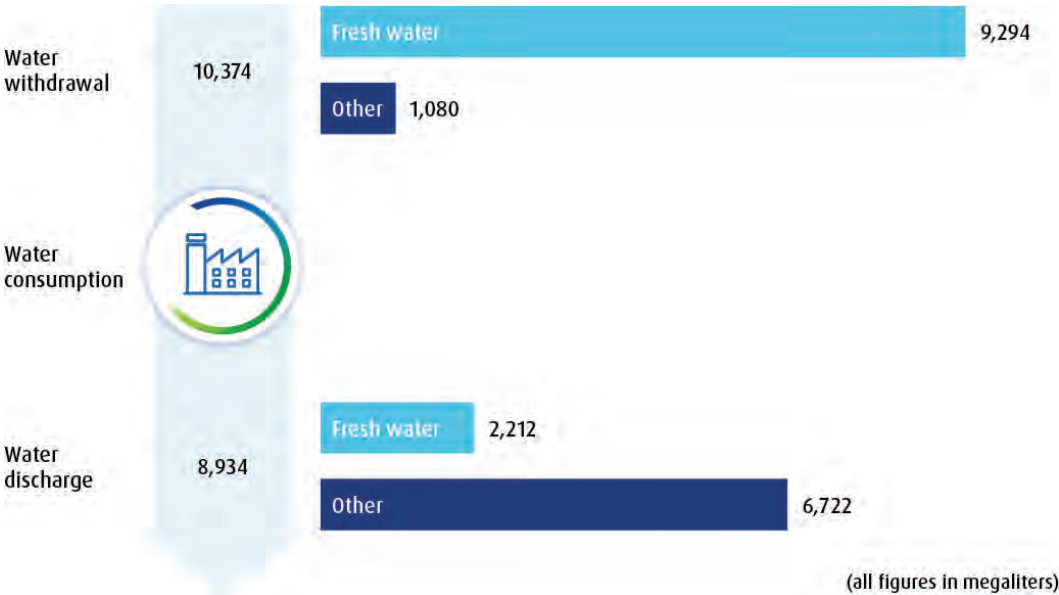 Fresh water
9,294
Water
withdrawal
10,374
Other
1,080
Water
consumption
Fresh water
2,212
Water
discharge
8,934
Other
6,722
(all figures in megaliters)